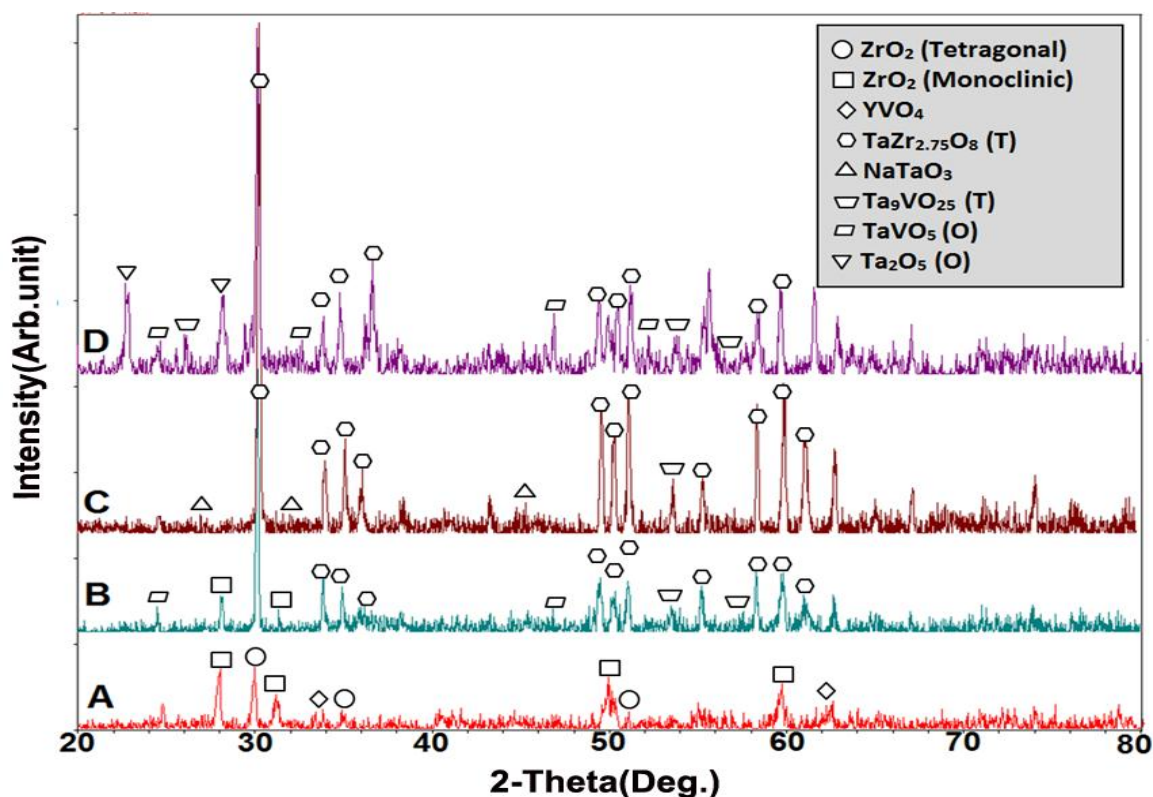 ZrO₂ (Tetragonal)
ZrO₂ (Monoclinic)
YVO₄
TaZr₂.₇₅O₈ (T)
NaTaO₃
Ta₉VO₂₅ (T)
TaVO₅ (O)
Ta₂O₅ (O)
Intensity(Arb.unit)
D
C
B
A
20 30 40 50 60 70 80
2-Theta(Deg.)